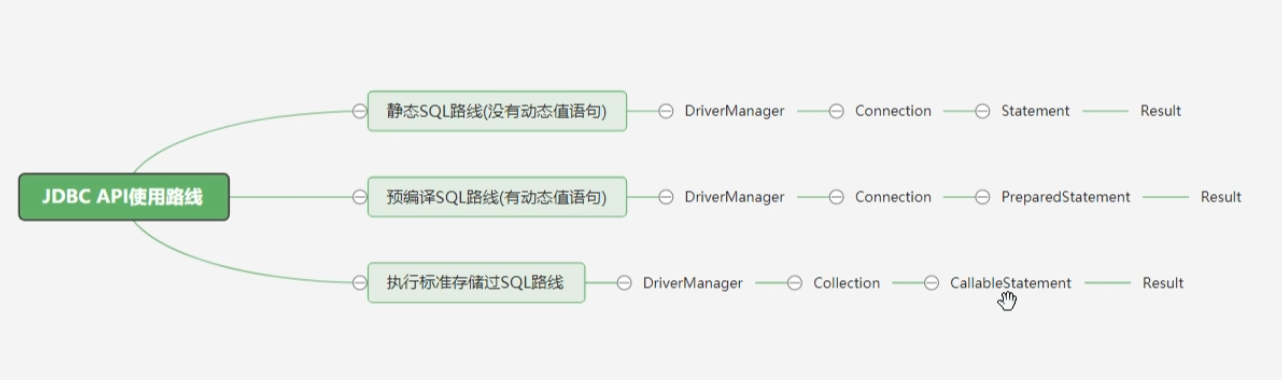 静态SQL路线(没有动态值语句) DriverManager Connection Statement Result
JDBC API使用路线 预编译SQL路线(有动态值语句) DriverManager Connection PreparedStatement Result
执行标准存储过SQL路线 DriverManager Collection CallableStatement Result